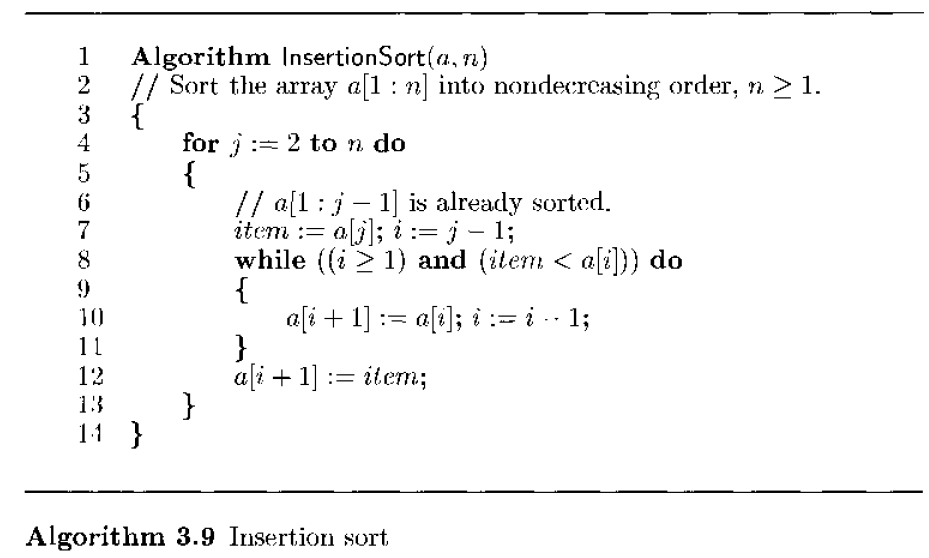 1 Algorithm InsertionSort(a, n)
2 // Sort the array a[1 : n] into nondecreasing order, n ≥ 1.
3 {
4 for j := 2 to n do
5 {
6 // a[1 : j − 1] is already sorted.
7 item := a[j]; i := j − 1;
8 while ((i ≥ 1) and (item < a[i])) do
9 {
10 a[i + 1] := a[i]; i := i − 1;
11 }
12 a[i + 1] := item;
13 }
14 }
Algorithm 3.9 Insertion sort